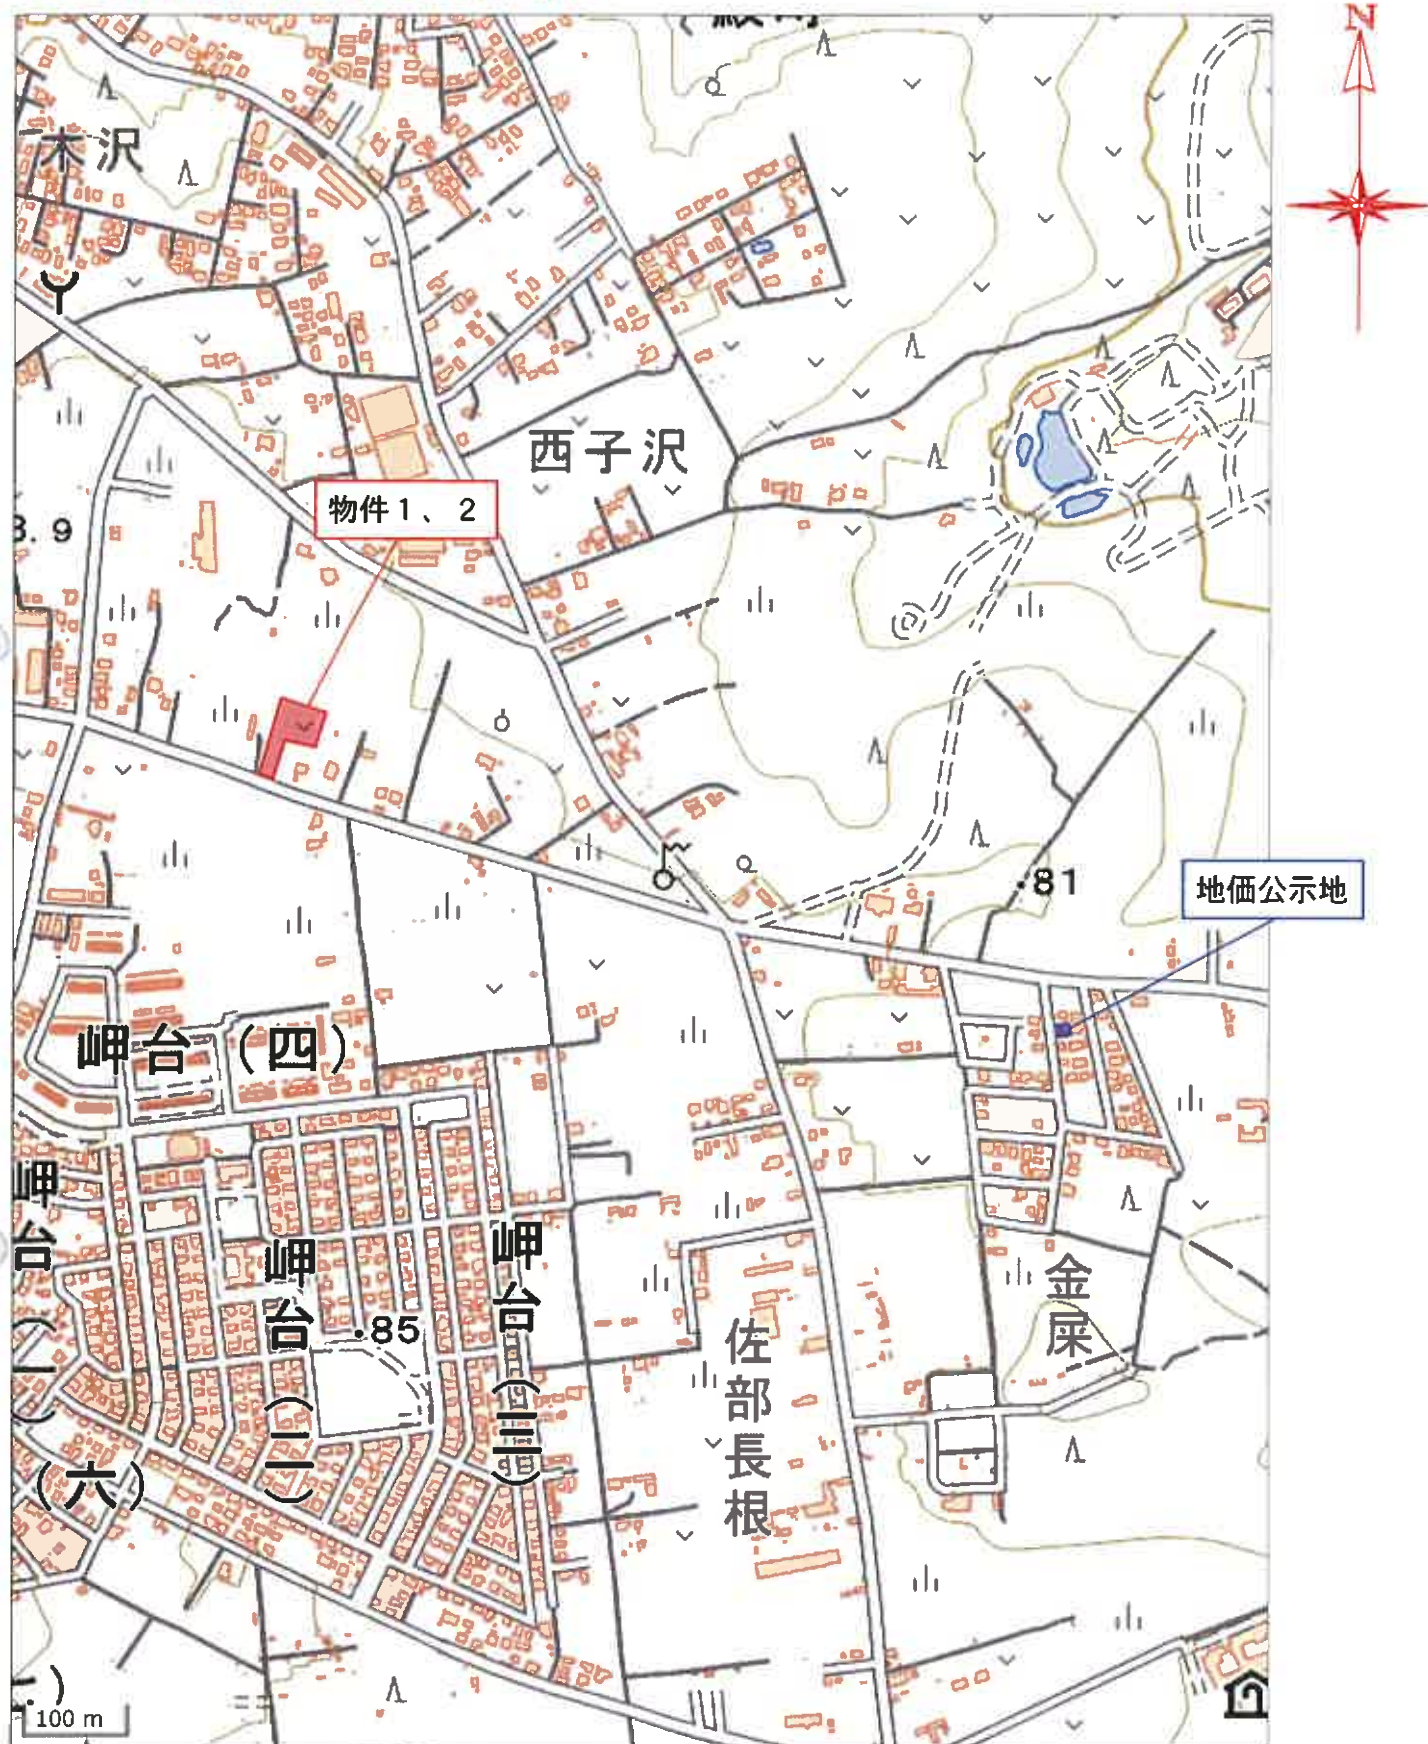 N
木沢
西子沢
物件１、２
3.9
81
地価公示地
岬台（四）
岬台
岬台（二）
岬台（三）
85
金屎
佐部長根
（六）
100 m